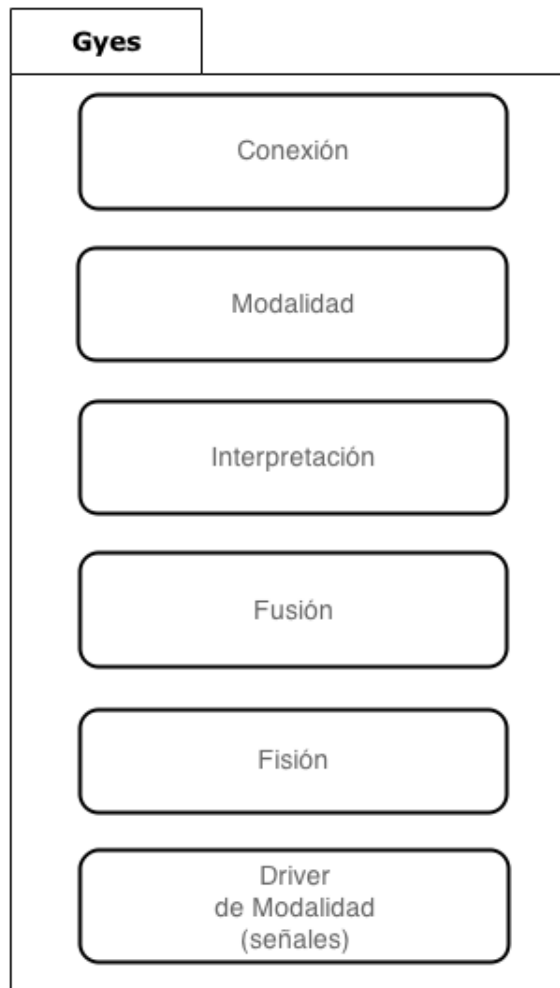 Gyes
Conexión
Modalidad
Interpretación
Fusión
Fisión
Driver
de Modalidad
(señales)